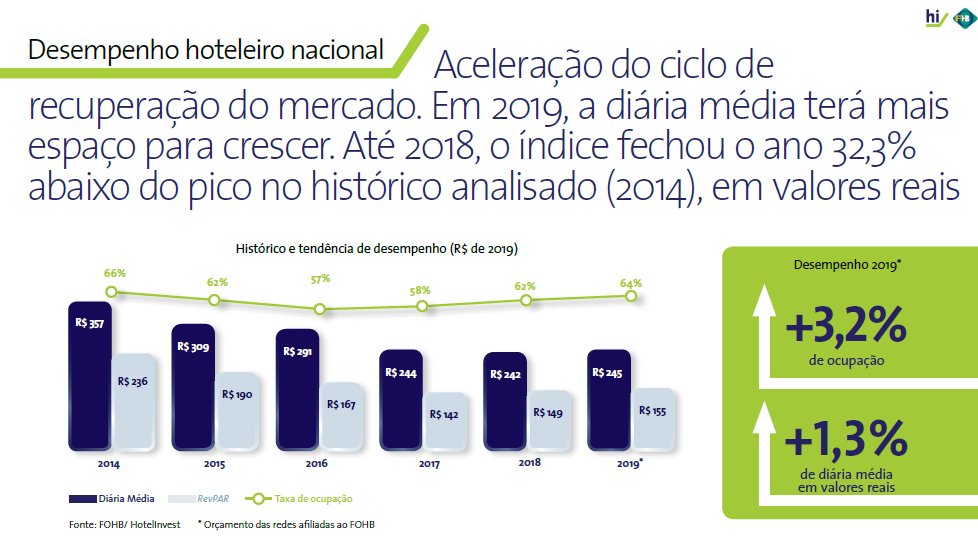 hi
FOHB
Desempenho hoteleiro nacional
Aceleração do ciclo de
recuperação do mercado. Em 2019, a diária média terá mais
espaço para crescer. Até 2018, o índice fechou o ano 32,3%
abaixo do pico no histórico analisado (2014), em valores reais
Histórico e tendência de desempenho (R$ de 2019)
66%
62%
57%
58%
62%
64%
R$ 357
R$ 236
R$ 309
R$ 190
R$ 291
R$ 167
R$ 244
R$ 142
R$ 242
R$ 149
R$ 245
R$ 155
2014
2015
2016
2017
2018
2019*
Diária Média
RevPAR
Taxa de ocupação
Fonte: FOHB/ HotelInvest
* Orçamento das redes afiliadas ao FOHB
Desempenho 2019*
+3,2%
de ocupação
+1,3%
de diária média
em valores reais